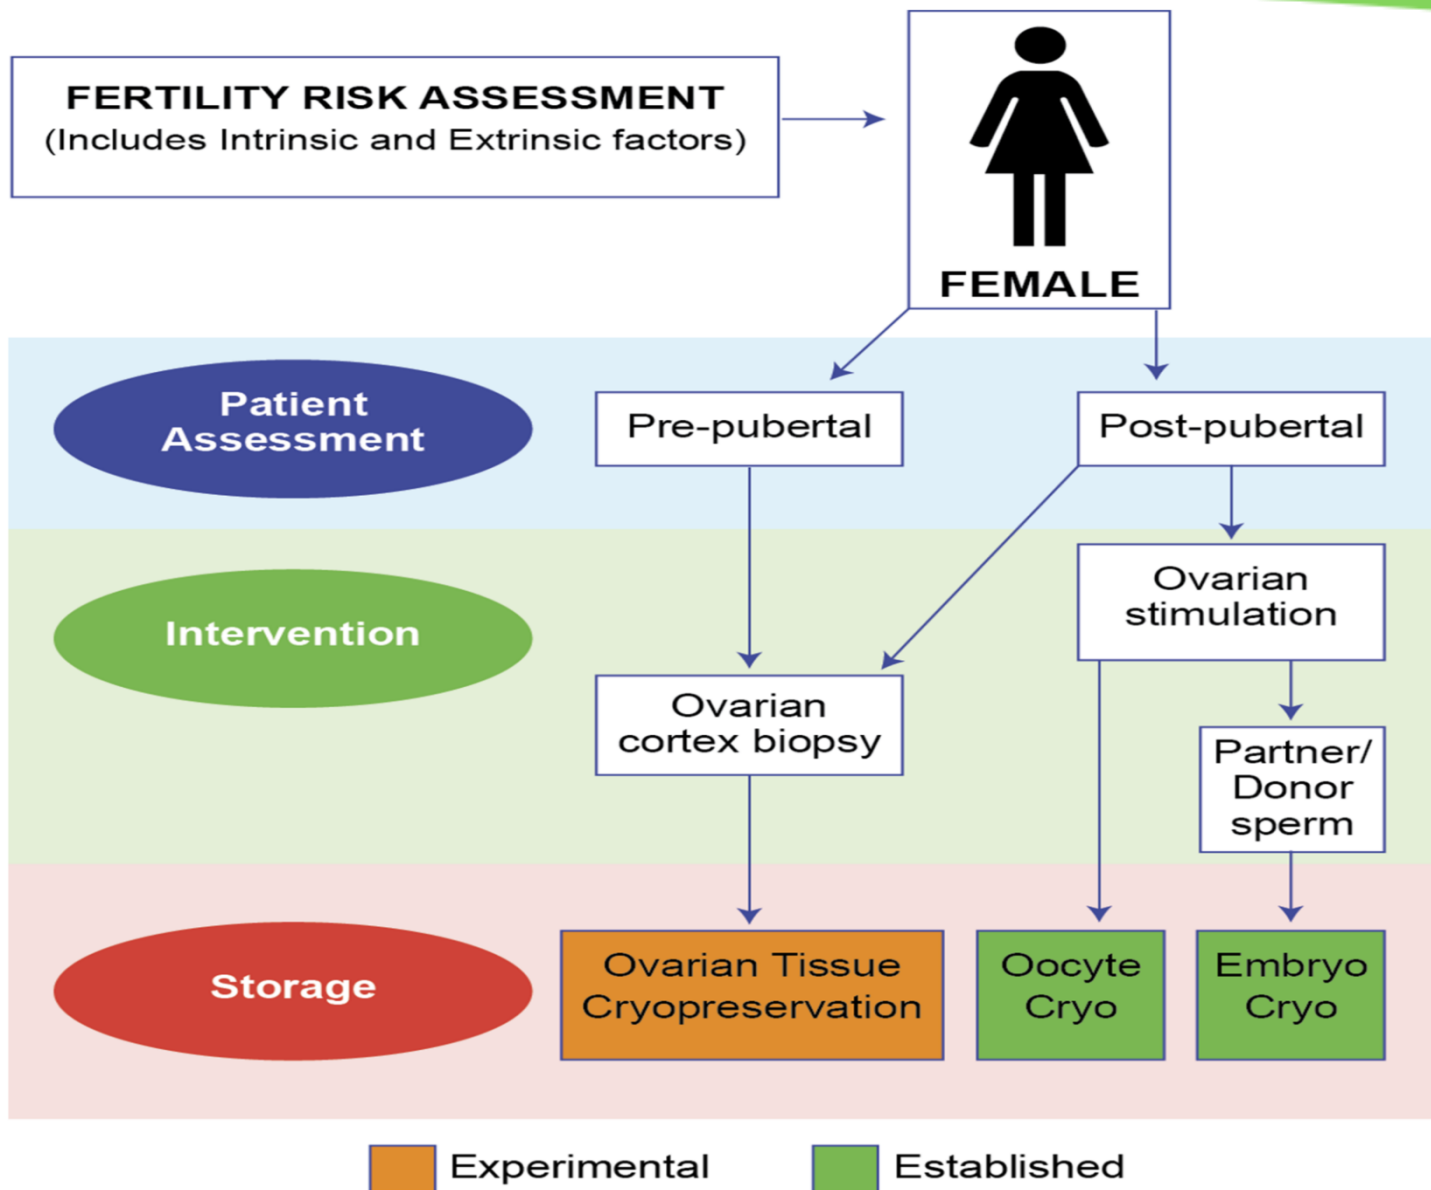 FERTILITY RISK ASSESSMENT
(Includes Intrinsic and Extrinsic factors)
FEMALE
Patient
Assessment
Pre-pubertal
Post-pubertal
Intervention
Ovarian
stimulation
Ovarian
cortex biopsy
Partner/
Donor
sperm
Storage
Ovarian Tissue
Cryopreservation
Oocyte
Cryo
Embryo
Cryo
Experimental
Established